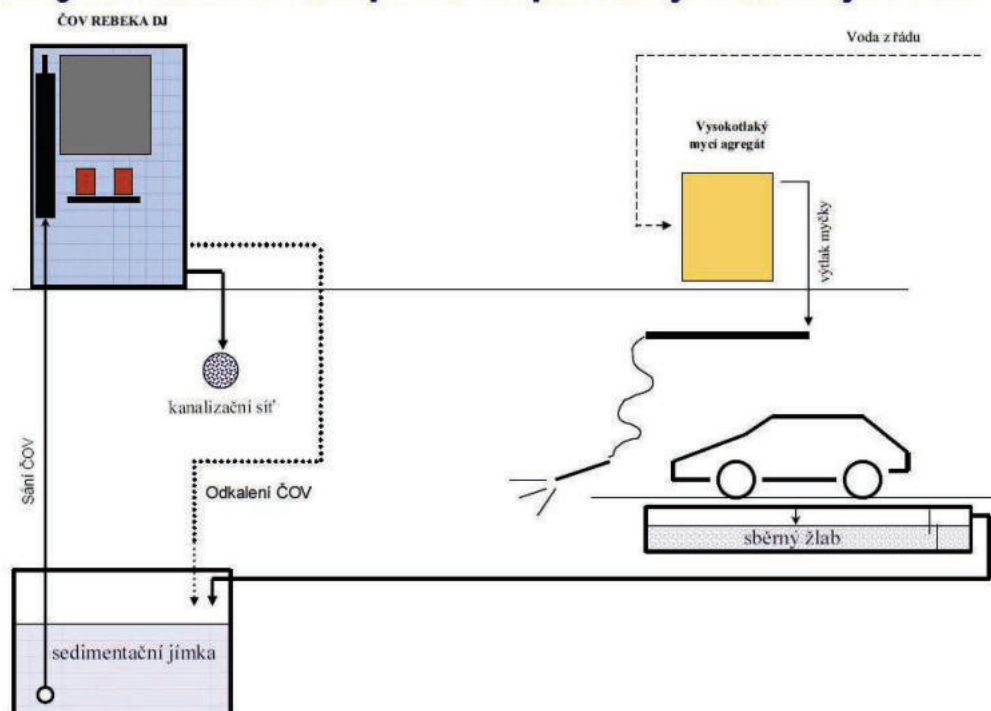 ČOV REBEKA DJ
Voda z řádu
Vysokotlaký
mycí agregát
výtlak myčky
kanalizační síť
Sání ČOV
Odkalení ČOV
sběrný žlab
sedimentační jímka